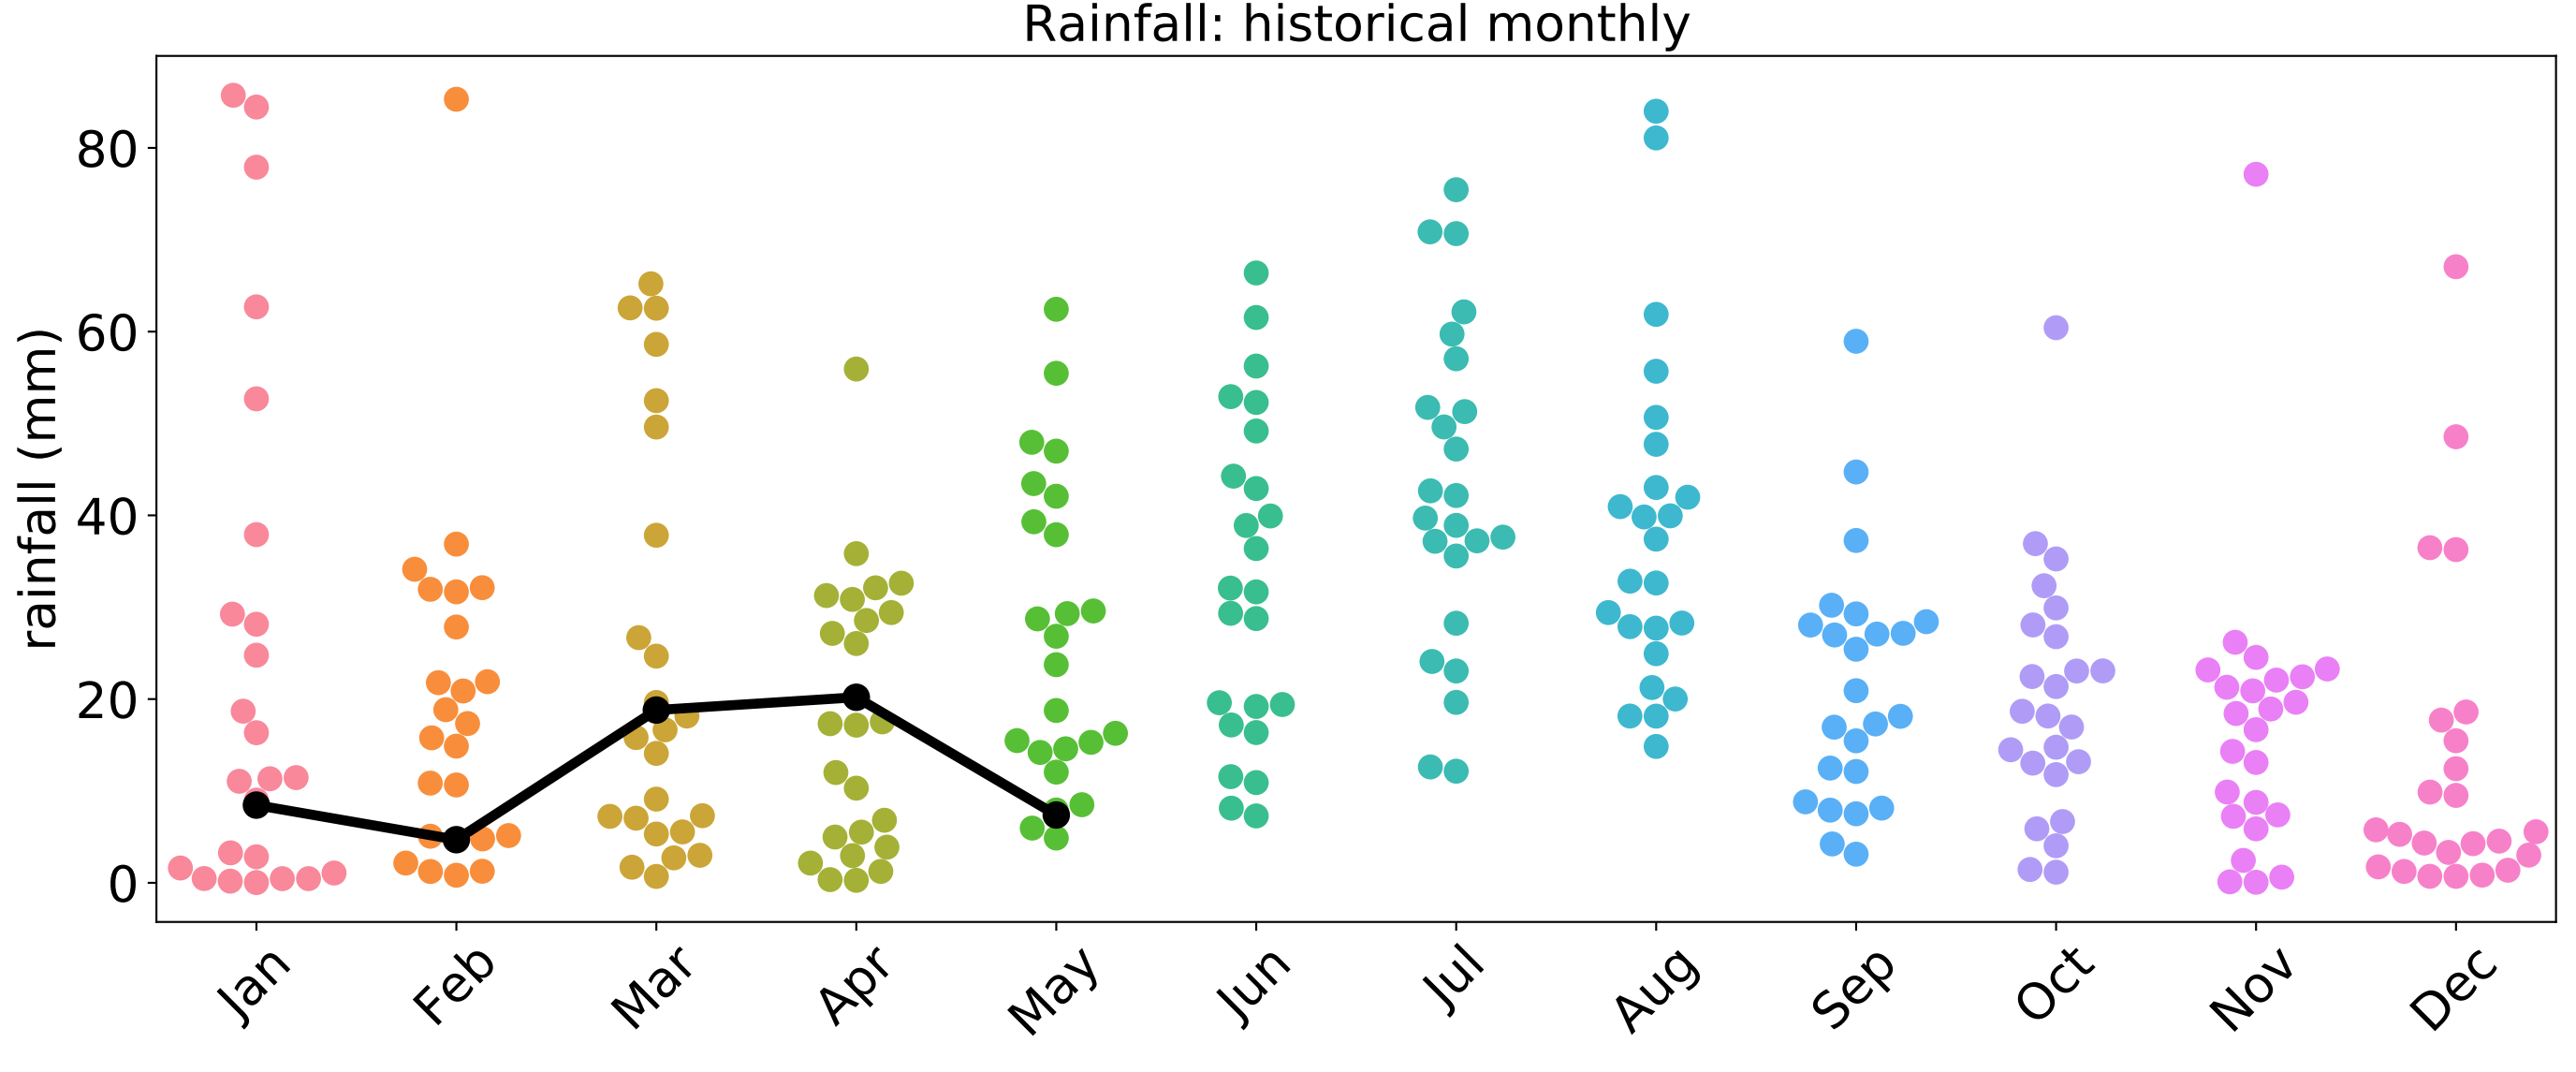 Rainfall: historical monthly
rainfall (mm)
80
60
40
20
0
Jan Feb Mar Apr May Jun Jul Aug Sep Oct Nov Dec